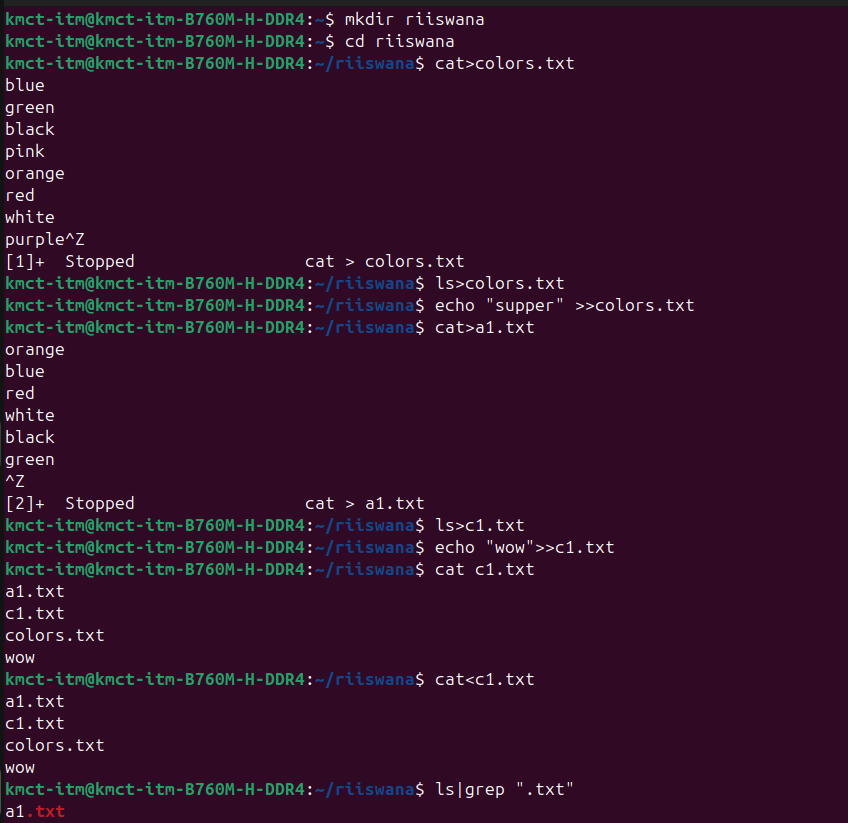 kmct-itm@kmct-itm-B760M-H-DDR4:~$ mkdir riiswana
kmct-itm@kmct-itm-B760M-H-DDR4:~$ cd riiswana
kmct-itm@kmct-itm-B760M-H-DDR4:~/riiswana$ cat>colors.txt
blue
green
black
pink
orange
red
white
purple^Z
[1]+  Stopped                 cat > colors.txt
kmct-itm@kmct-itm-B760M-H-DDR4:~/riiswana$ ls>colors.txt
kmct-itm@kmct-itm-B760M-H-DDR4:~/riiswana$ echo "supper" >>colors.txt
kmct-itm@kmct-itm-B760M-H-DDR4:~/riiswana$ cat>a1.txt
orange
blue
red
white
black
green
^Z
[2]+  Stopped                 cat > a1.txt
kmct-itm@kmct-itm-B760M-H-DDR4:~/riiswana$ ls>c1.txt
kmct-itm@kmct-itm-B760M-H-DDR4:~/riiswana$ echo "wow">>c1.txt
kmct-itm@kmct-itm-B760M-H-DDR4:~/riiswana$ cat c1.txt
a1.txt
c1.txt
colors.txt
wow
kmct-itm@kmct-itm-B760M-H-DDR4:~/riiswana$ cat<c1.txt
a1.txt
c1.txt
colors.txt
wow
kmct-itm@kmct-itm-B760M-H-DDR4:~/riiswana$ ls|grep ".txt"
a1.txt